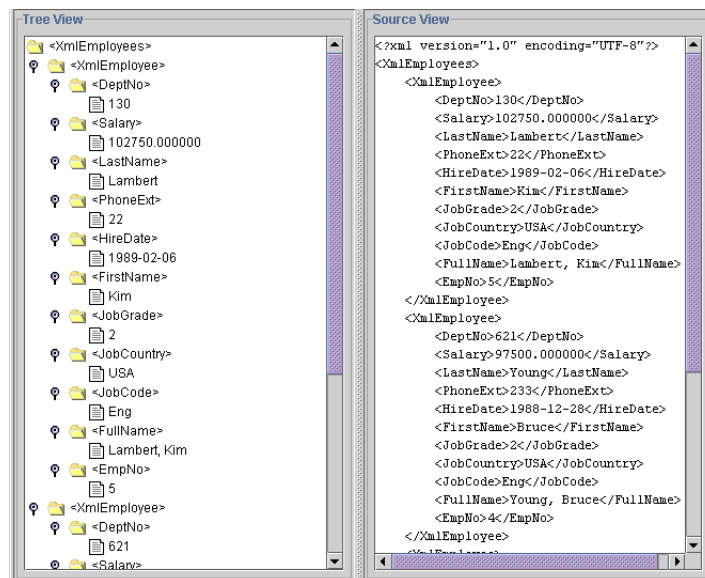 Tree View
<XmlEmployees>
<XmlEmployee>
<DeptNo>
130
<Salary>
102750.000000
<LastName>
Lambert
<PhoneExt>
22
<HireDate>
1989-02-06
<FirstName>
Kim
<JobGrade>
2
<JobCountry>
USA
<JobCode>
Eng
<FullName>
Lambert, Kim
<EmpNo>
5
<XmlEmployee>
<DeptNo>
621
<Salary>
Source View
<?xml version="1.0" encoding="UTF-8"?>
<XmlEmployees>
<XmlEmployee>
<DeptNo>130</DeptNo>
<Salary>102750.000000</Salary>
<LastName>Lambert</LastName>
<PhoneExt>22</PhoneExt>
<HireDate>1989-02-06</HireDate>
<FirstName>Kim</FirstName>
<JobGrade>2</JobGrade>
<JobCountry>USA</JobCountry>
<JobCode>Eng</JobCode>
<FullName>Lambert, Kim</FullName>
<EmpNo>5</EmpNo>
</XmlEmployee>
<XmlEmployee>
<DeptNo>621</DeptNo>
<Salary>97500.000000</Salary>
<LastName>Young</LastName>
<PhoneExt>233</PhoneExt>
<HireDate>1988-12-28</HireDate>
<FirstName>Bruce</FirstName>
<JobGrade>2</JobGrade>
<JobCountry>USA</JobCountry>
<JobCode>Eng</JobCode>
<FullName>Young, Bruce</FullName>
<EmpNo>4</EmpNo>
</XmlEmployee>
<XmlEmployee>